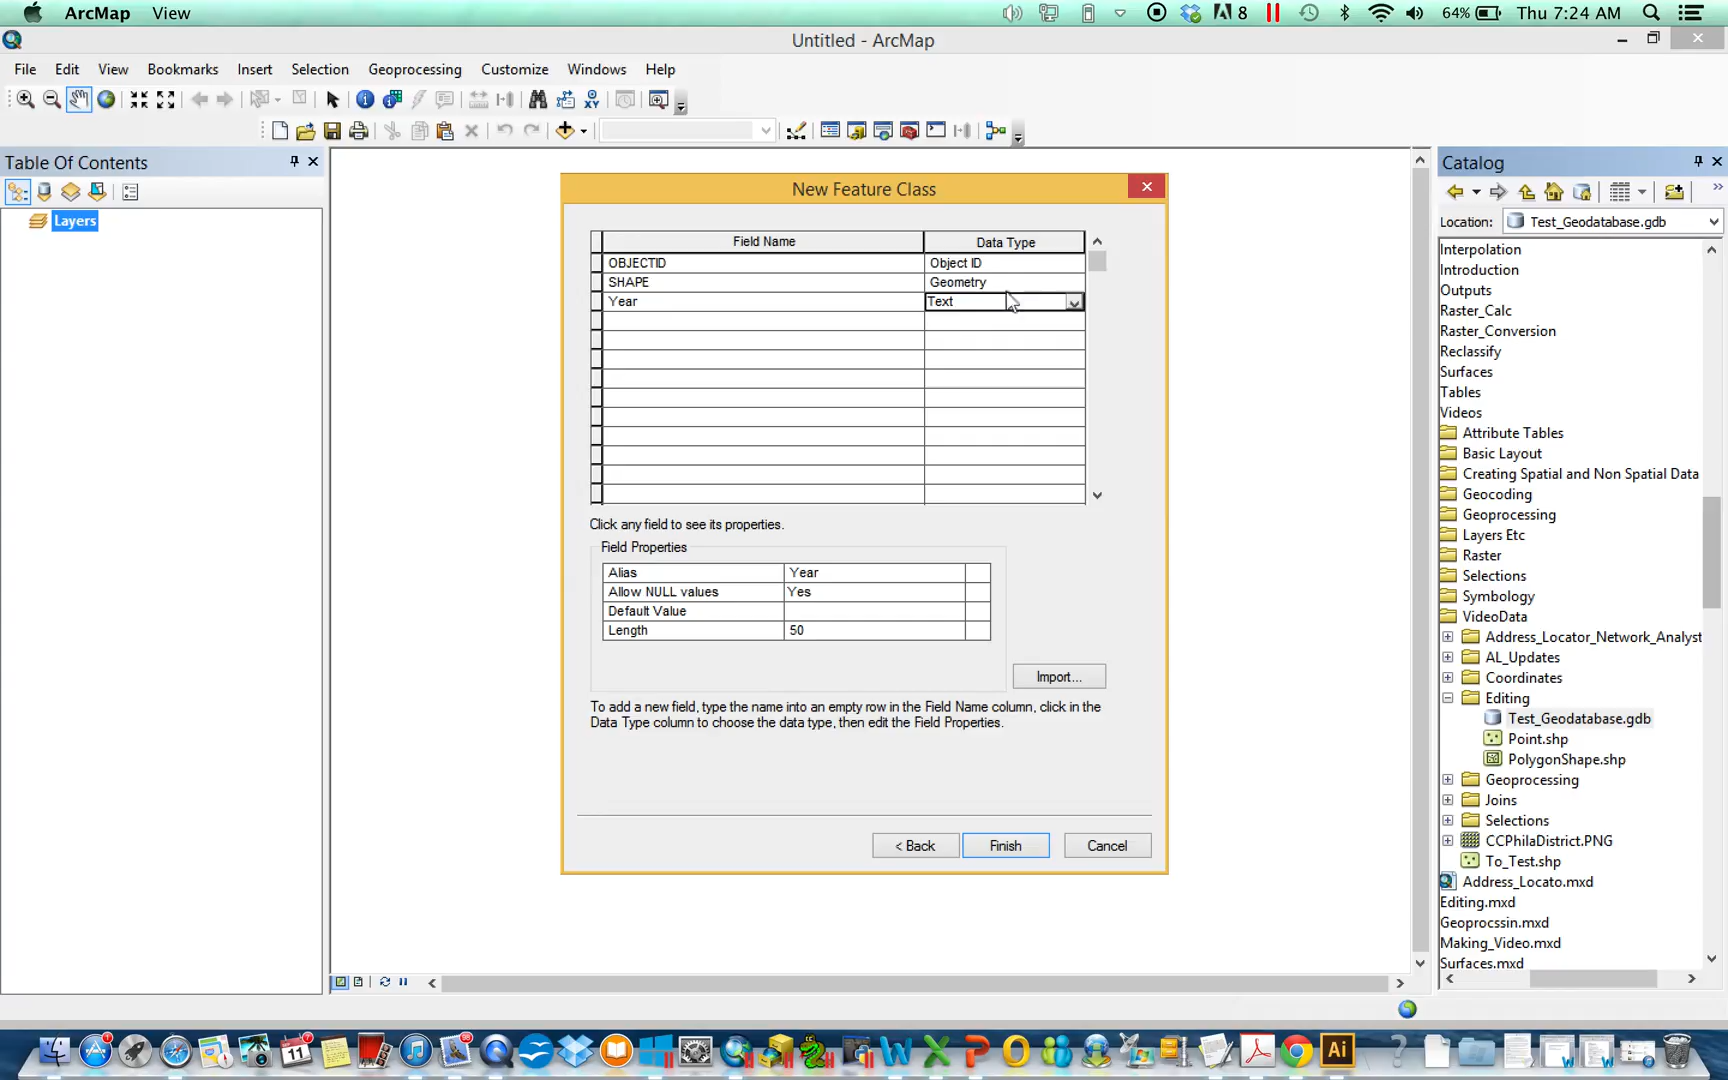 ArcMap View
8 64% Thu 7:24 AM
Untitled - ArcMap
File Edit View Bookmarks Insert Selection Geoprocessing Customize Windows Help
Table Of Contents
Layers
New Feature Class
Field Name Data Type
OBJECTID Object ID
SHAPE Geometry
Year Text
Click any field to see its properties.
Field Properties
Alias Year
Allow NULL values Yes
Default Value
Length 50
Import...
To add a new field, type the name into an empty row in the Field Name column, click in the
Data Type column to choose the data type, then edit the Field Properties.
< Back Finish Cancel
Catalog
Location: Test_Geodatabase.gdb
Interpolation
Introduction
Outputs
Raster_Calc
Raster_Conversion
Reclassify
Surfaces
Tables
Videos
Attribute Tables
Basic Layout
Creating Spatial and Non Spatial Data
Geocoding
Geoprocessing
Layers Etc
Raster
Selections
Symbology
VideoData
Address_Locator_Network_Analyst
AL_Updates
Coordinates
Editing
Test_Geodatabase.gdb
Point.shp
PolygonShape.shp
Geoprocessing
Joins
Selections
CCPhilaDistrict.PNG
To_Test.shp
Address_Locato.mxd
Editing.mxd
Geoprocssin.mxd
Making_Video.mxd
Surfaces.mxd